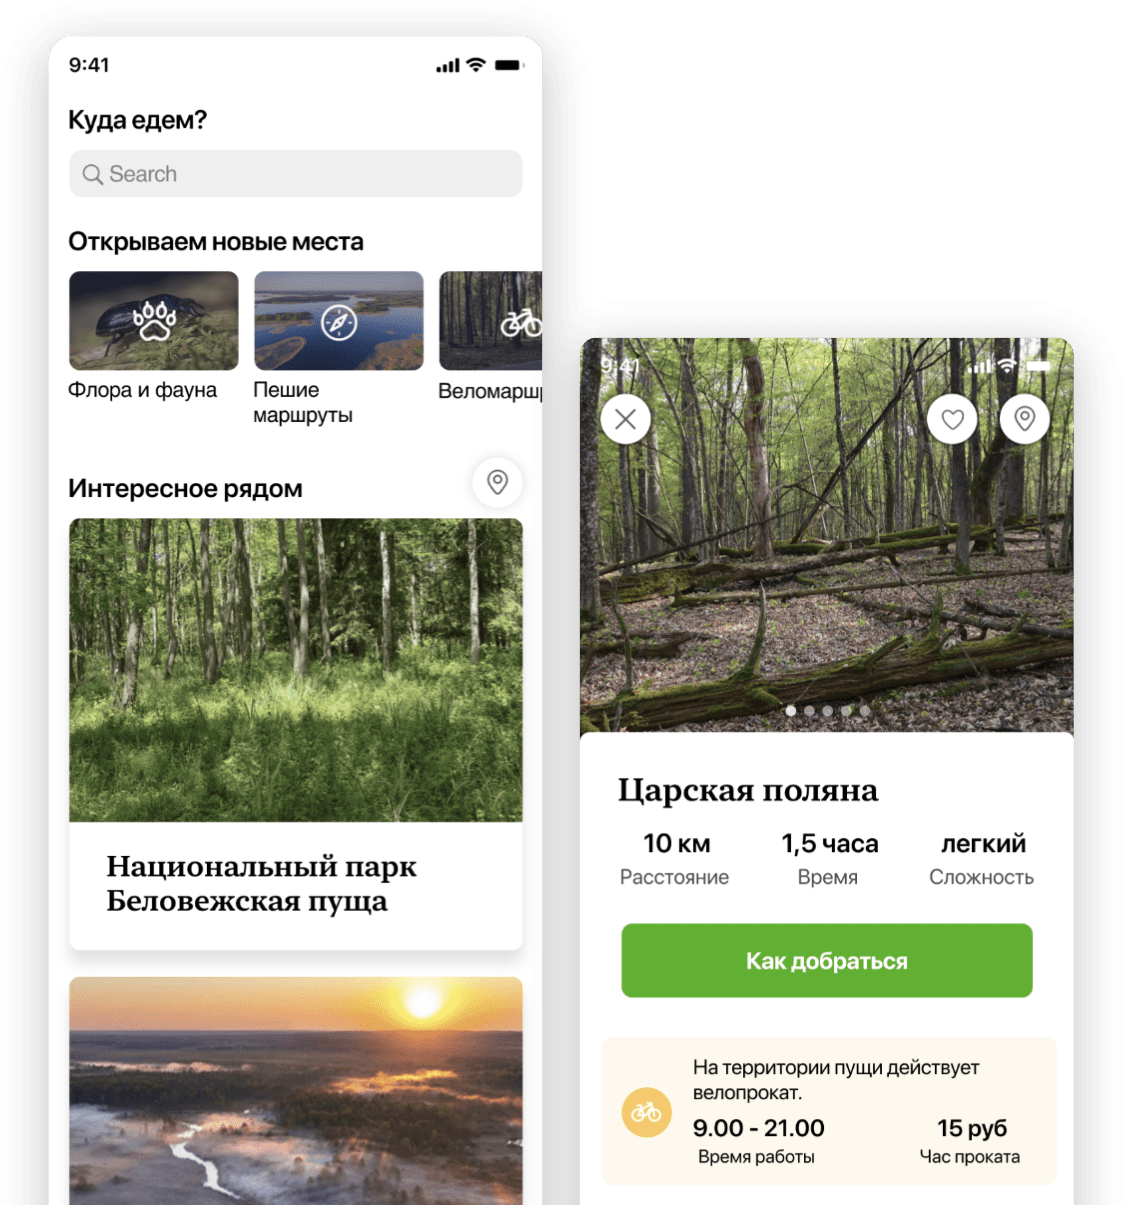 9:41
Куда едем?
Search
Открываем новые места
Флора и фауна
Пешие
маршруты
Интересное рядом
Национальный парк
Беловежская пуща
9:41
Царская поляна
10 км
1,5 часа
легкий
Расстояние
Время
Сложность
Как добраться
На территории пущи действует
велопрокат.
9.00 - 21.00
15 руб
Время работы
Час проката